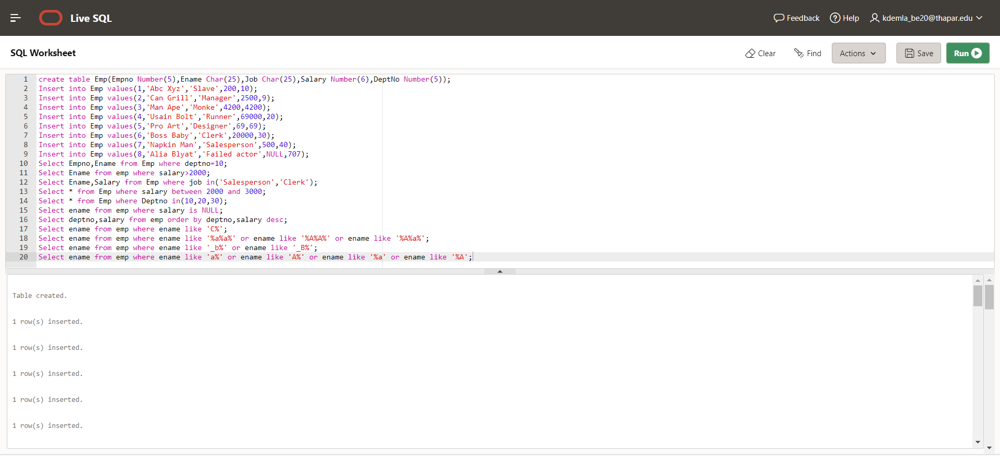 Live SQL
Feedback Help kdemla_be20@thapar.edu
SQL Worksheet
Clear Find Actions Save Run
1 create table Emp(Empno Number(5),Ename Char(25),Job Char(25),Salary Number(6),DeptNo Number(5));
2 Insert into Emp values(1,'Abc Xyz','Slave',200,10);
3 Insert into Emp values(2,'Can Grill','Manager',2500,9);
4 Insert into Emp values(3,'Man Ape','Monke',4200,4200);
5 Insert into Emp values(4,'Usain Bolt','Runner',69000,20);
6 Insert into Emp values(5,'Pro Art','Designer',69,69);
7 Insert into Emp values(6,'Boss Baby','Clerk',20000,30);
8 Insert into Emp values(7,'Napkin Man','Salesperson',500,40);
9 Insert into Emp values(8,'Alia Blyat','Failed actor',NULL,707);
10 Select Empno,Ename from Emp where deptno=10;
11 Select Ename from emp where salary>2000;
12 Select Ename,Salary from Emp where job in('Salesperson','Clerk');
13 Select * from Emp where salary between 2000 and 3000;
14 Select * from Emp where Deptno in(10,20,30);
15 Select ename from emp where salary is NULL;
16 Select deptno,salary from emp order by deptno,salary desc;
17 Select ename from emp where ename like 'C%';
18 Select ename from emp where ename like '%a%a%' or ename like '%A%A%' or ename like '%A%a%';
19 Select ename from emp where ename like '_b%' or ename like '_B%';
20 Select ename from emp where ename like 'a%' or ename like 'A%' or ename like '%a' or ename like '%A';
Table created.
1 row(s) inserted.
1 row(s) inserted.
1 row(s) inserted.
1 row(s) inserted.
1 row(s) inserted.